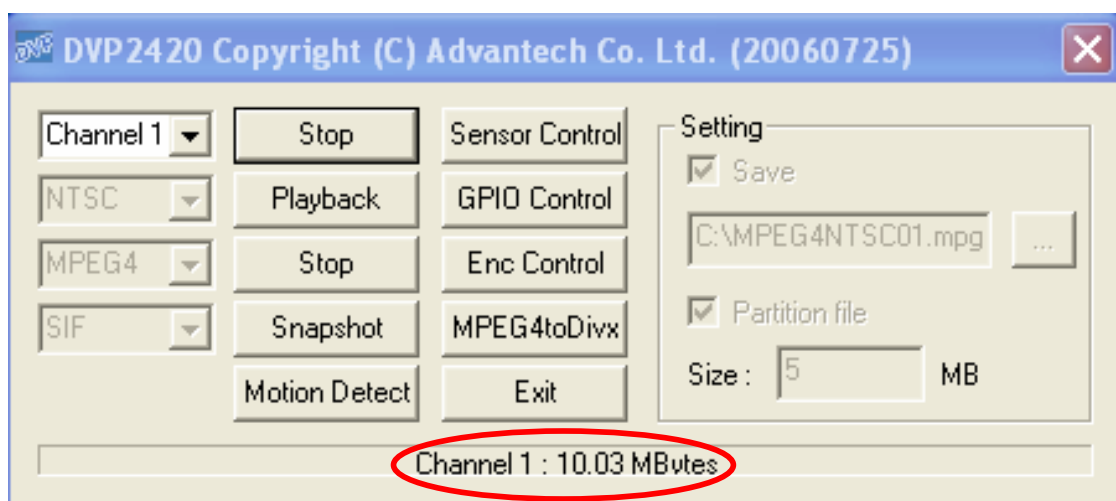 DVP2420 Copyright (C) Advantech Co. Ltd. (20060725)
Channel 1 Stop Sensor Control Setting
Save
NTSC Playback GPIO Control
C:\MPEG4NTSC01.mpg ...
MPEG4 Stop Enc Control
SIF Snapshot MPEG4toDivx Partition file
Size : 5 MB
Motion Detect Exit
Channel 1 : 10.03 MBytes